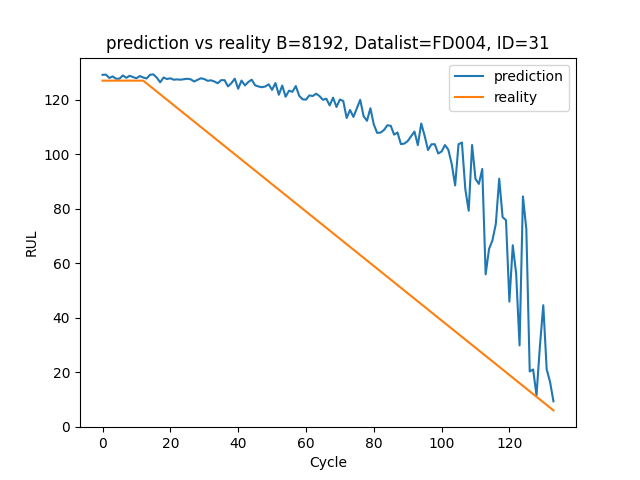 prediction vs reality B=8192, Datalist=FD004, ID=31
prediction
reality
RUL
120
100
80
60
40
20
0
0 20 40 60 80 100 120
Cycle